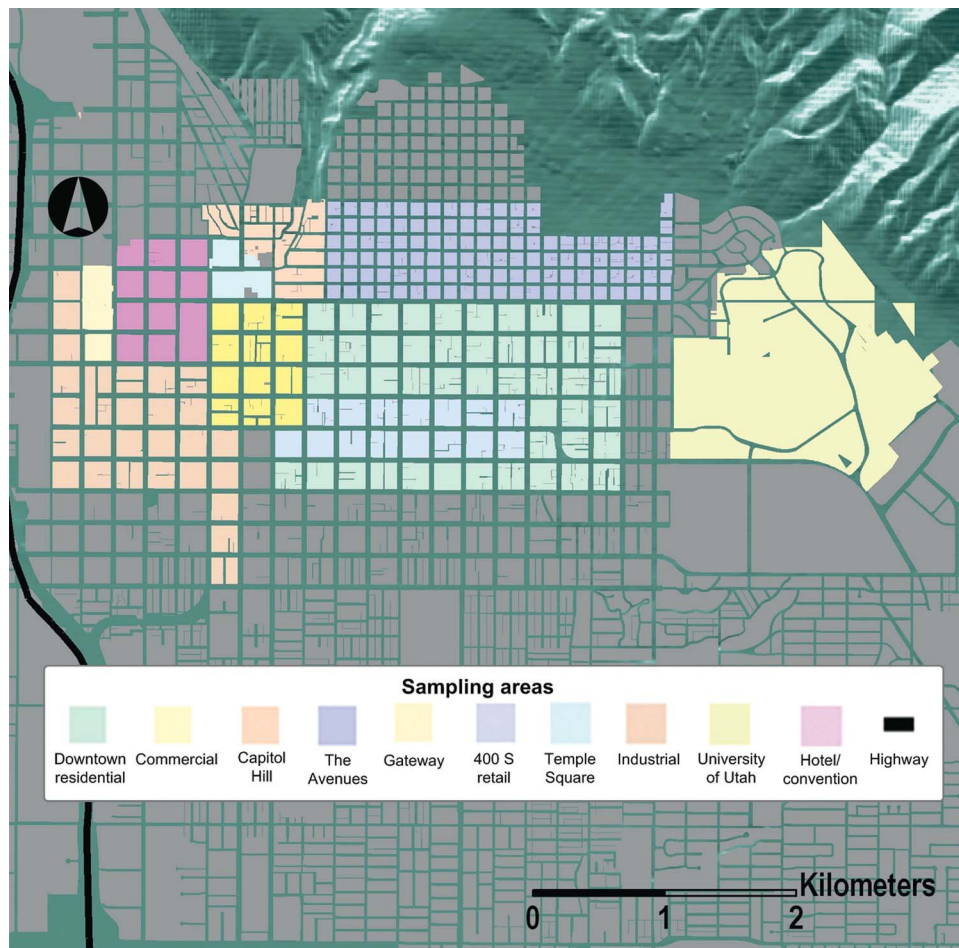 Sampling areas
Downtown
residential
Commercial
Capitol
Hill
The
Avenues
Gateway
400 S
retail
Temple
Square
Industrial
University
of Utah
Hotel/
convention
Highway
Kilometers
0 1 2